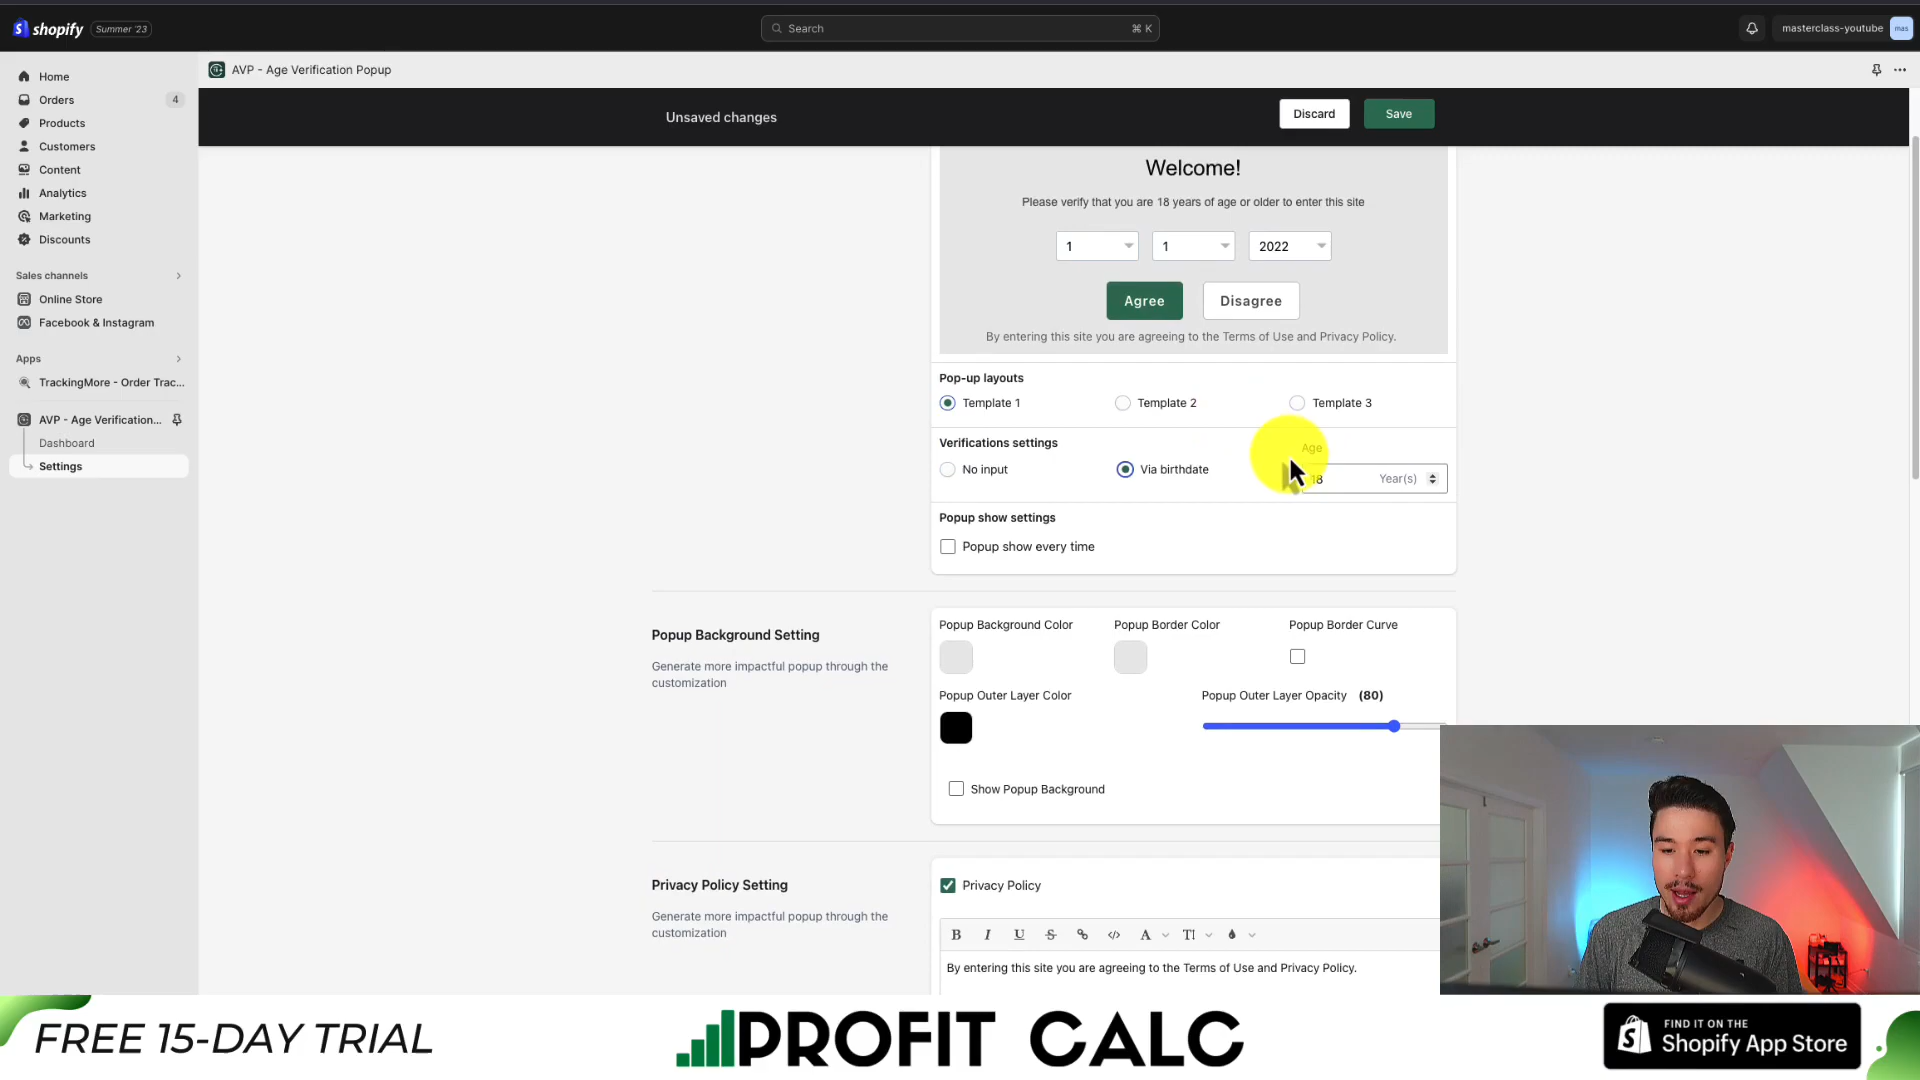 shopify Summer '23
Search ⌘ K
masterclass-youtube mas
Home
Orders 4
Products
Customers
Content
Analytics
Marketing
Discounts
Sales channels
Online Store
Facebook & Instagram
Apps
TrackingMore - Order Trac...
AVP - Age Verification...
Dashboard
Settings
AVP - Age Verification Popup
Unsaved changes
Discard Save
Welcome!
Please verify that you are 18 years of age or older to enter this site
1 1 2022
Agree Disagree
By entering this site you are agreeing to the Terms of Use and Privacy Policy.
Pop-up layouts
Template 1 Template 2 Template 3
Verifications settings
Age
No input Via birthdate
18 Year(s)
Popup show settings
Popup show every time
Popup Background Setting
Generate more impactful popup through the
customization
Popup Background Color Popup Border Color Popup Border Curve
Popup Outer Layer Color Popup Outer Layer Opacity (80)
Show Popup Background
Privacy Policy Setting
Generate more impactful popup through the
customization
Privacy Policy
B I U S </> A TI
By entering this site you are agreeing to the Terms of Use and Privacy Policy.
FREE 15-DAY TRIAL
PROFIT CALC
FIND IT ON THE
Shopify App Store